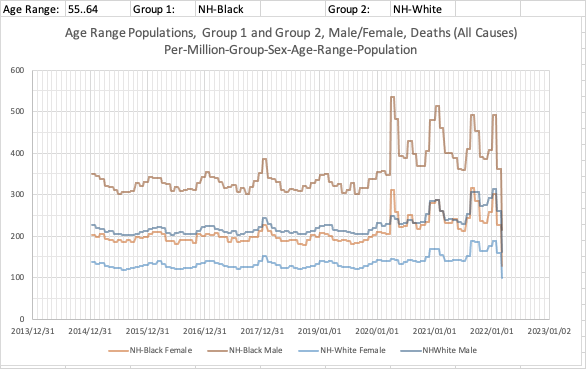 Age Range: 55..64 Group 1: NH-Black Group 2: NH-White
Age Range Populations, Group 1 and Group 2, Male/Female, Deaths (All Causes)
Per-Million-Group-Sex-Age-Range-Population
600
500
400
300
200
100
0
2013/12/31 2014/12/31 2015/12/31 2016/12/31 2017/12/31 2019/01/01 2020/01/01 2021/01/01 2022/01/01 2023/01/01
NH-Black Female NH-Black Male NH-White Female NHWhite Male